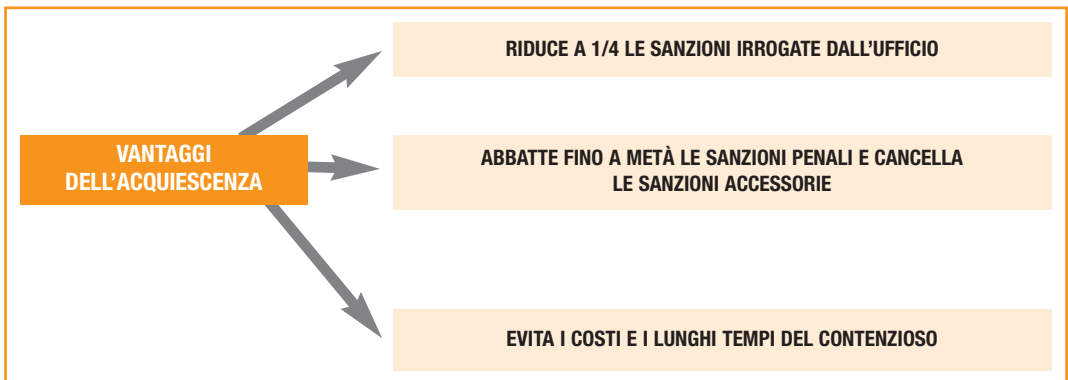 RIDUCE A 1/4 LE SANZIONI IRROGATE DALL'UFFICIO
VANTAGGI
DELL'ACQUIESCENZA
ABBATTE FINO A METÀ LE SANZIONI PENALI E CANCELLA
LE SANZIONI ACCESSORIE
EVITA I COSTI E I LUNGHI TEMPI DEL CONTENZIOSO